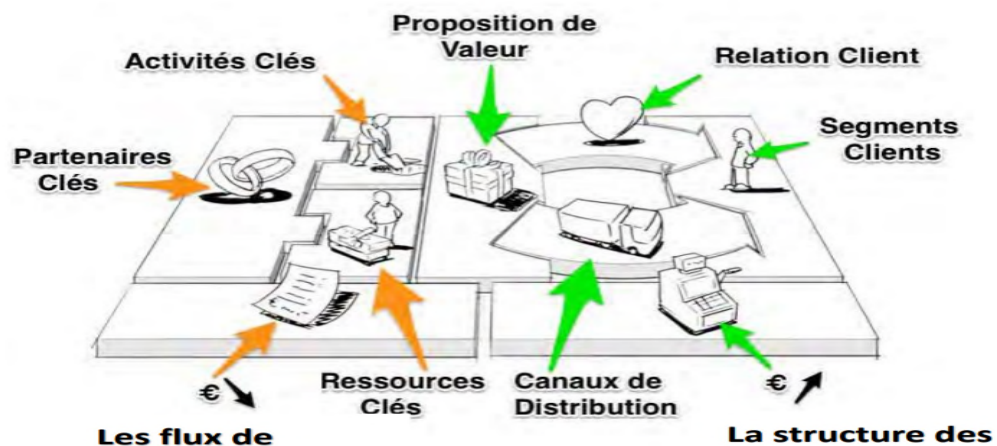 Proposition de
Valeur
Activités Clés
Relation Client
Segments
Clients
Partenaires
Clés
€
Ressources
Clés
Canaux de
Distribution
€
Les flux de
La structure des